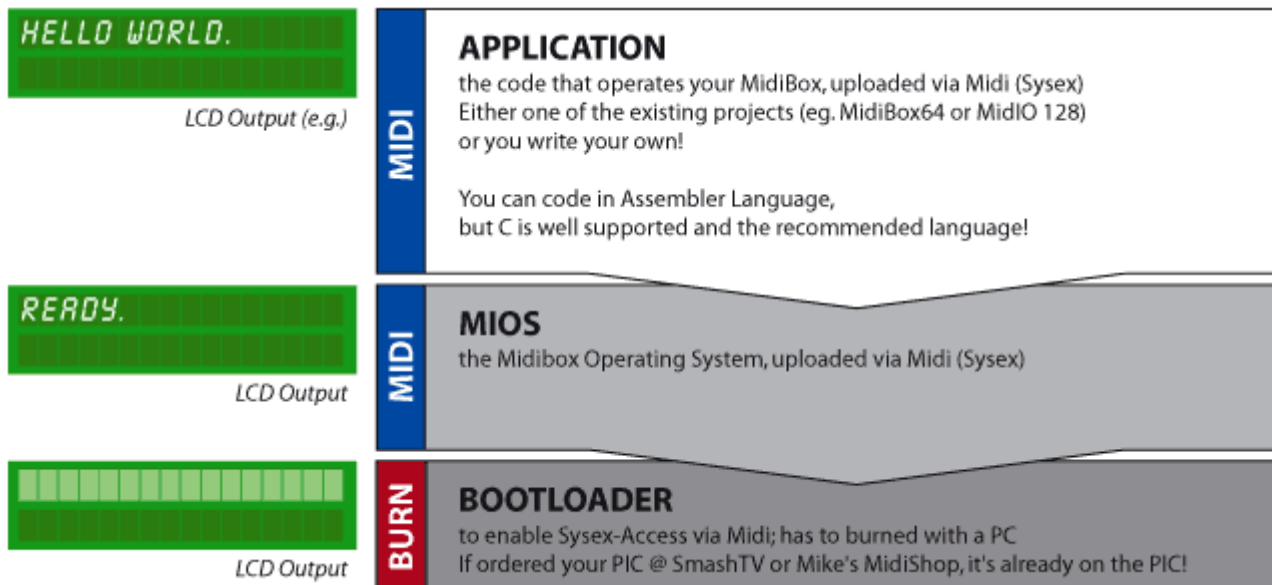 HELLO WORLD.
LCD Output (e.g.)
MIDI
APPLICATION
the code that operates your MidiBox, uploaded via Midi (Sysex)
Either one of the existing projects (eg. MidiBox64 or MidIO 128)
or you write your own!
You can code in Assembler Language,
but C is well supported and the recommended language!
READY.
LCD Output
MIDI
MIOS
the Midibox Operating System, uploaded via Midi (Sysex)
LCD Output
BURN
BOOTLOADER
to enable Sysex-Access via Midi; has to burned with a PC
If ordered your PIC @ SmashTV or Mike's MidiShop, it's already on the PIC!